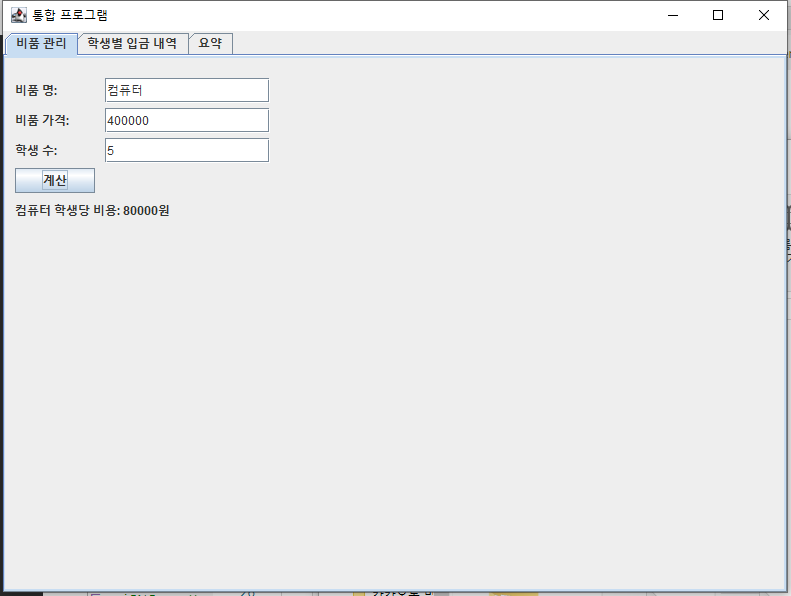 통합 프로그램
비품 관리 학생별 입금 내역 요약
비품 명: 컴퓨터
비품 가격: 400000
학생 수: 5
계산
컴퓨터 학생당 비용: 80000원